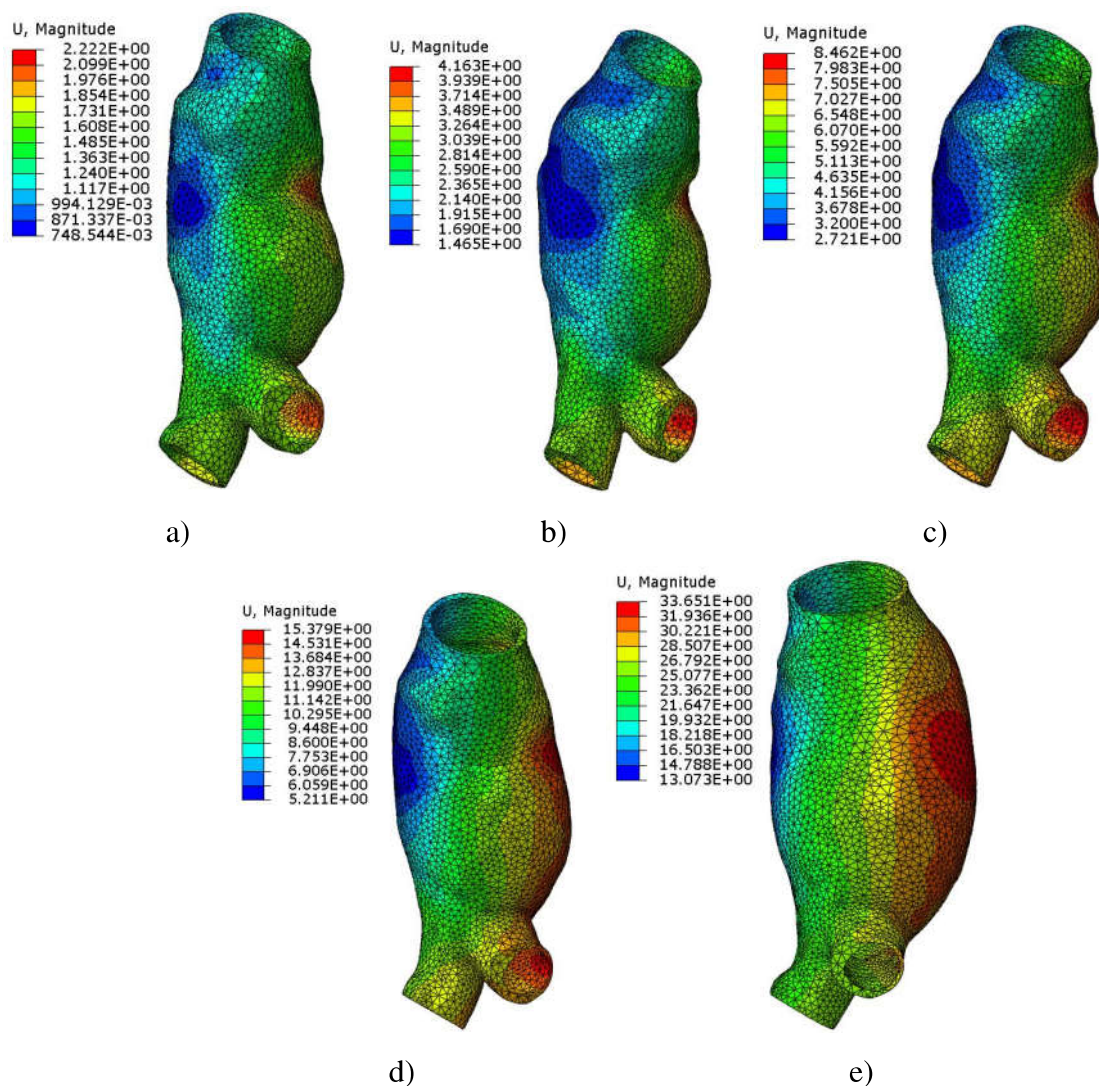 U, Magnitude
2.222E+00
2.099E+00
1.976E+00
1.854E+00
1.731E+00
1.608E+00
1.485E+00
1.363E+00
1.240E+00
1.117E+00
994.129E-03
871.337E-03
748.544E-03
a)
U, Magnitude
4.163E+00
3.939E+00
3.714E+00
3.489E+00
3.264E+00
3.039E+00
2.814E+00
2.590E+00
2.365E+00
2.140E+00
1.915E+00
1.690E+00
1.465E+00
b)
U, Magnitude
8.462E+00
7.983E+00
7.505E+00
7.027E+00
6.548E+00
6.070E+00
5.592E+00
5.113E+00
4.635E+00
4.156E+00
3.678E+00
3.200E+00
2.721E+00
c)
U, Magnitude
15.379E+00
14.531E+00
13.684E+00
12.837E+00
11.990E+00
11.142E+00
10.295E+00
9.448E+00
8.600E+00
7.753E+00
6.906E+00
6.059E+00
5.211E+00
d)
U, Magnitude
33.651E+00
31.936E+00
30.221E+00
28.507E+00
26.792E+00
25.077E+00
23.362E+00
21.647E+00
19.932E+00
18.218E+00
16.503E+00
14.788E+00
13.073E+00
e)